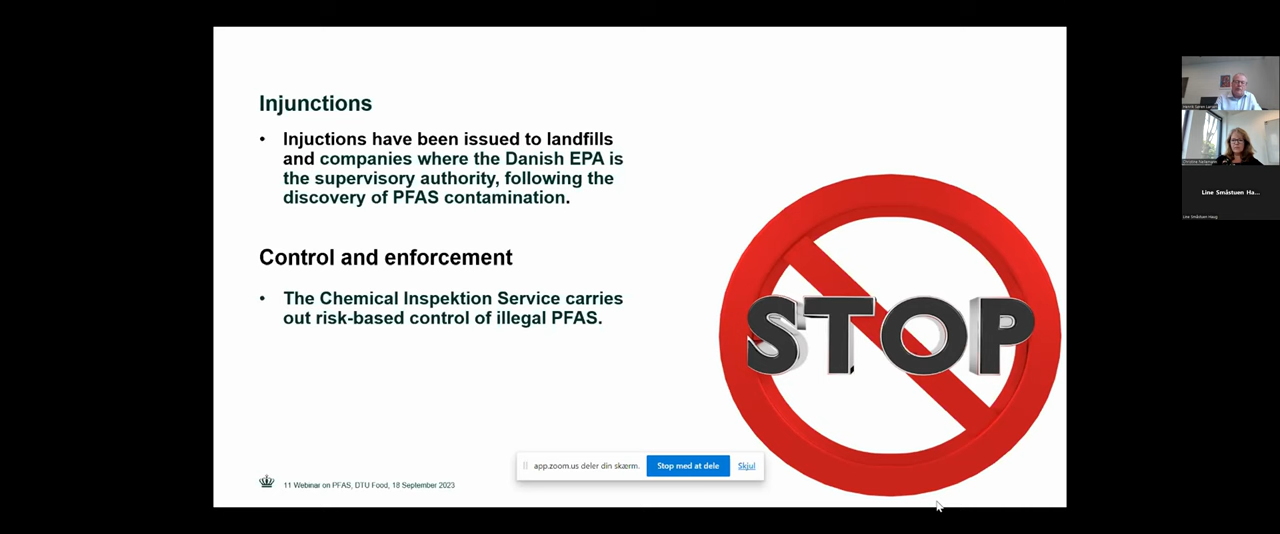 Injunctions
• Injuctions have been issued to landfills
and companies where the Danish EPA is
the supervisory authority, following the
discovery of PFAS contamination.
Control and enforcement
• The Chemical Inspektion Service carries
out risk-based control of illegal PFAS.
STOP
app.zoom.us deler din skærm.
Stop med at dele
Skjul
11 Webinar on PFAS, DTU Food, 18 September 2023
Line Småstuen Ha...
Line Småstuen Haug